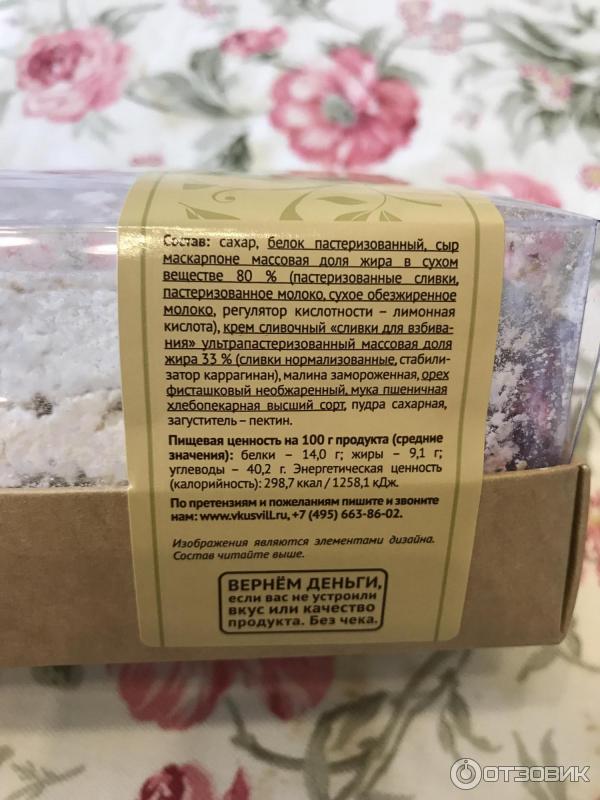 Состав: сахар, белок пастеризованный, сыр
маскарпоне массовая доля жира в сухом
веществе 80 % (пастеризованные сливки,
пастеризованное молоко, сухое обезжиренное
молоко, регулятор кислотности – лимонная
кислота), крем сливочный «сливки для взбива-
ния» ультрапастеризованный массовая доля
жира 33 % (сливки нормализованные, стабили-
затор каррагинан), малина замороженная, орех
фисташковый необжаренный, мука пшеничная
хлебопекарная высший сорт, пудра сахарная,
загуститель – пектин.
Пищевая ценность на 100 г продукта (средние
значения): белки – 14,0 г; жиры – 9,1 г;
углеводы – 40,2 г. Энергетическая ценность
(калорийность): 298,7 ккал / 1258,1 кДж.
По претензиям и пожеланиям пишите и звоните
нам: www.vkusvill.ru, +7 (495) 663-86-02.
Изображения являются элементами дизайна.
Состав читайте выше.
ВЕРНЁМ ДЕНЬГИ,
если вас не устроили
вкус или качество
продукта. Без чека.
ОТЗОВИК